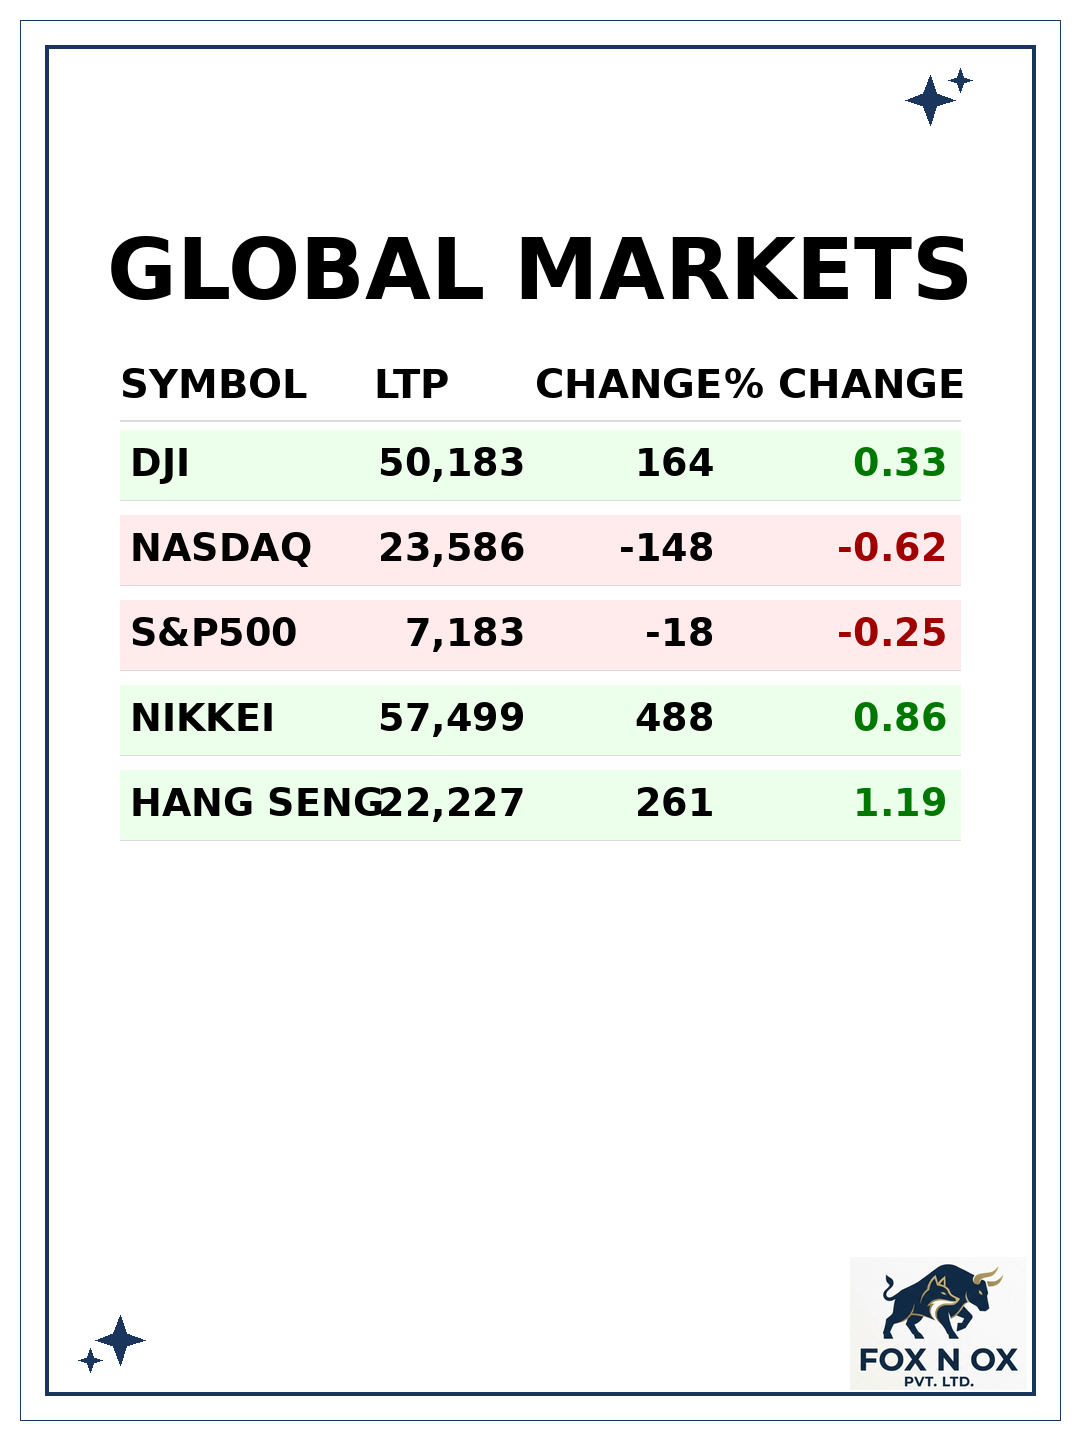 GLOBAL MARKETS
SYMBOL LTP CHANGE % CHANGE
DJI 50,183 164 0.33
NASDAQ 23,586 -148 -0.62
S&P500 7,183 -18 -0.25
NIKKEI 57,499 488 0.86
HANG SENG 22,227 261 1.19
FOX N OX
PVT. LTD.